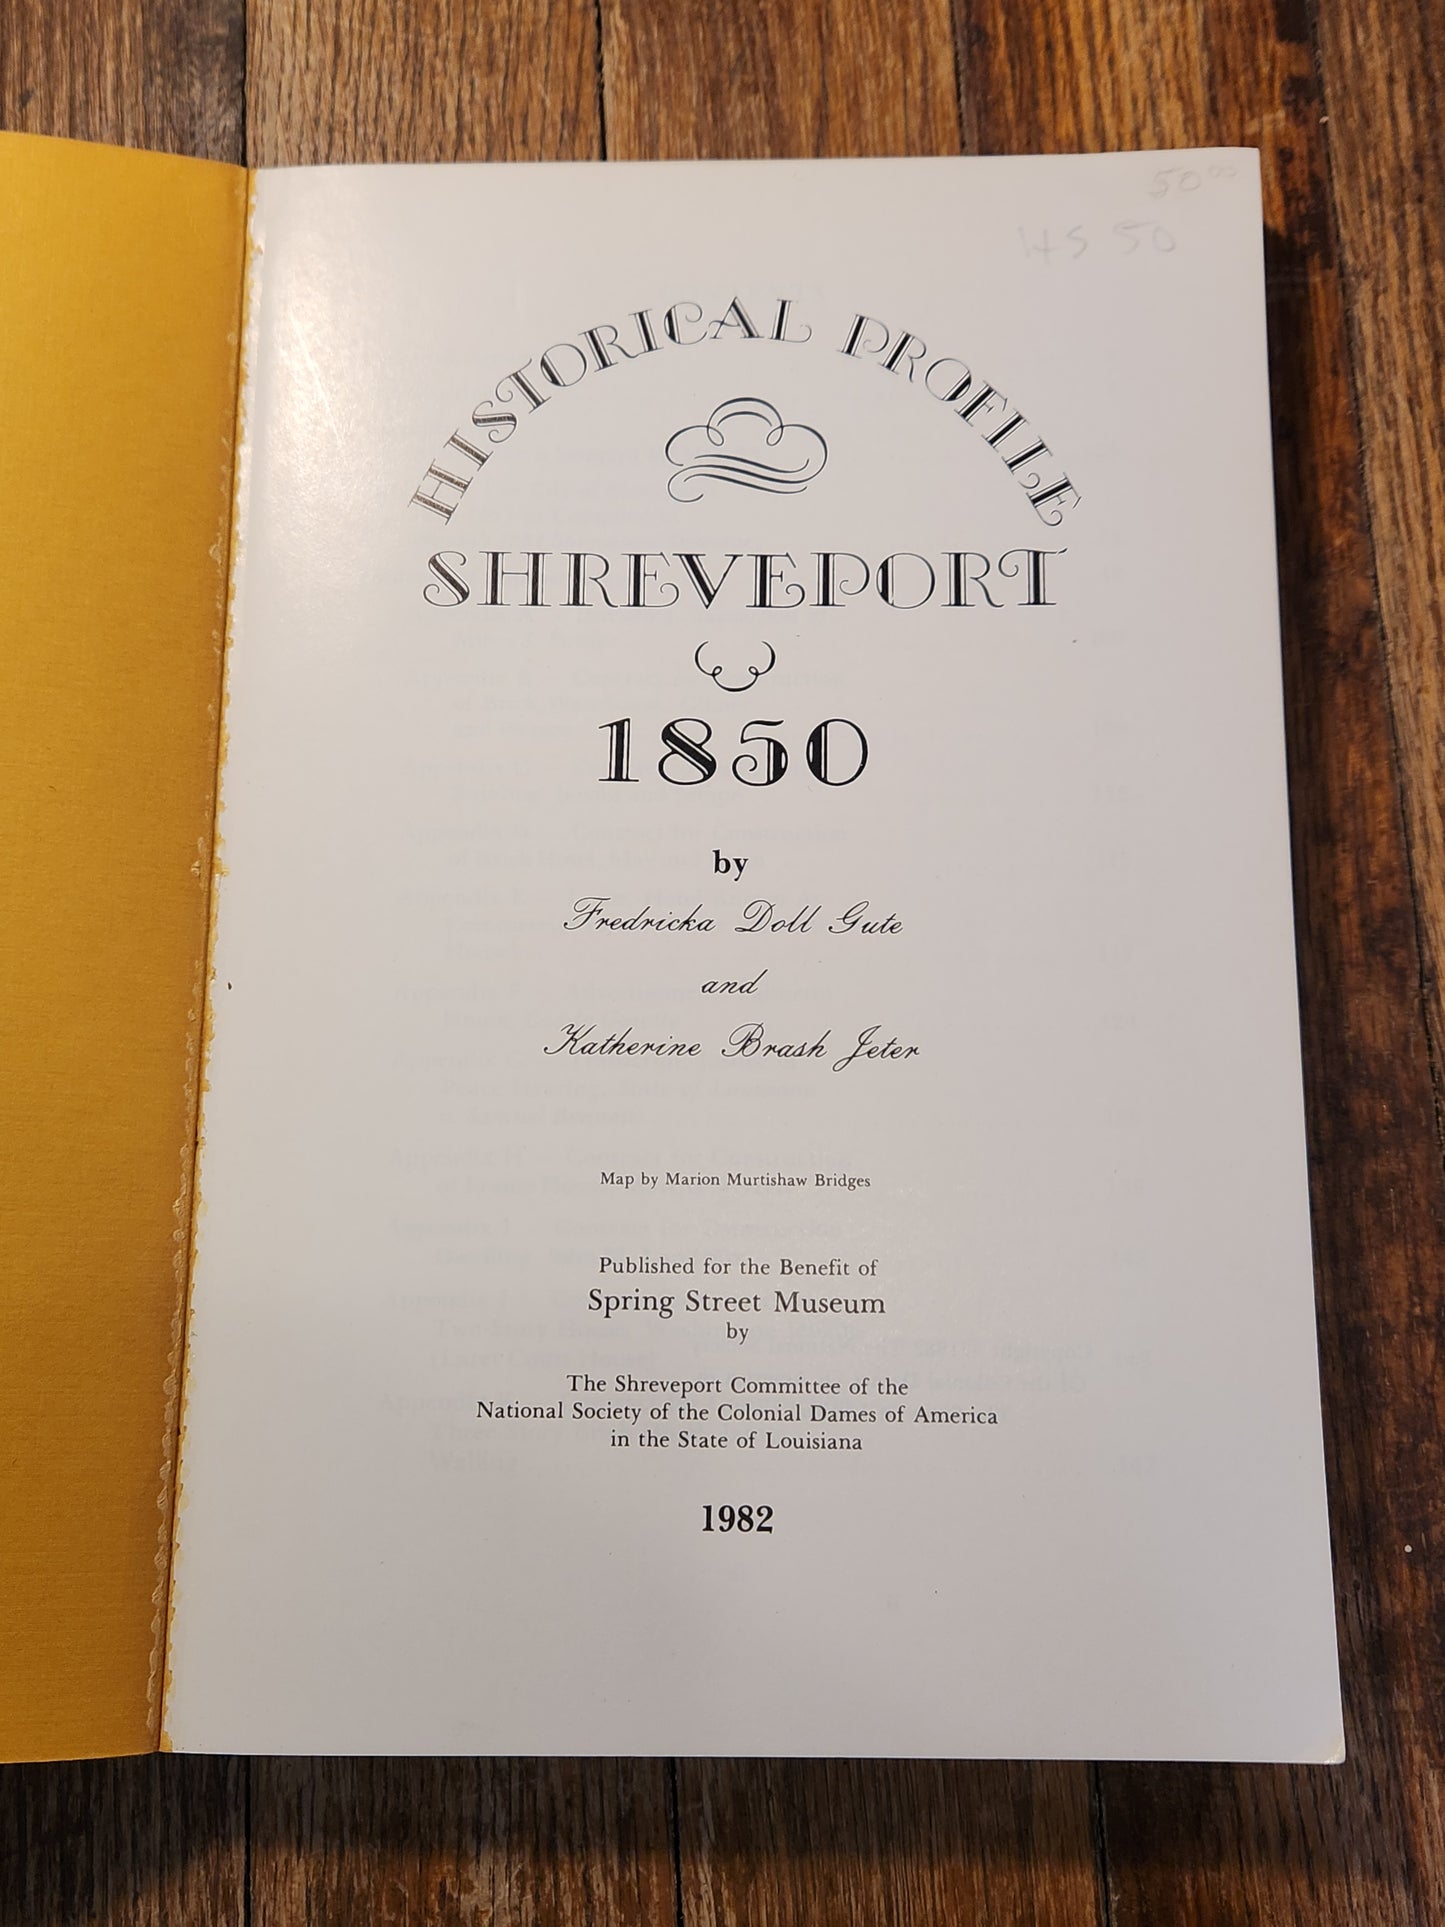 50 00
HS 50
HISTORICAL PROFILE
SHREVEPORT
1850
by
Fredricka Doll Gute
and
Katherine Brash Jeter
Map by Marion Murtishaw Bridges
Published for the Benefit of
Spring Street Museum
by
The Shreveport Committee of the
National Society of the Colonial Dames of America
in the State of Louisiana
1982